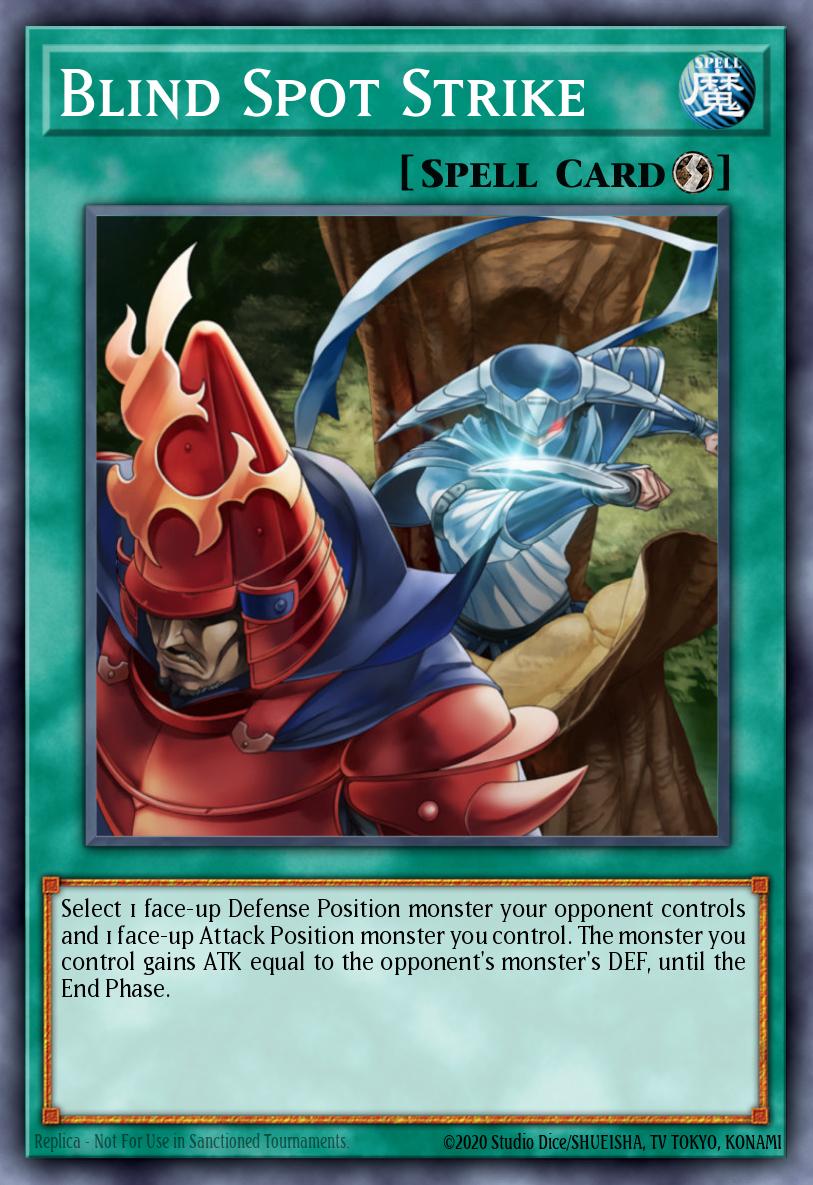 Blind Spot Strike
SPELL
魔
[Spell Card]
Select 1 face-up Defense Position monster your opponent controls
and 1 face-up Attack Position monster you control. The monster you
control gains ATK equal to the opponent's monster's DEF, until the
End Phase.
Replica - Not For Use in Sanctioned Tournaments.
©2020 Studio Dice/SHUEISHA, TV TOKYO, KONAMI